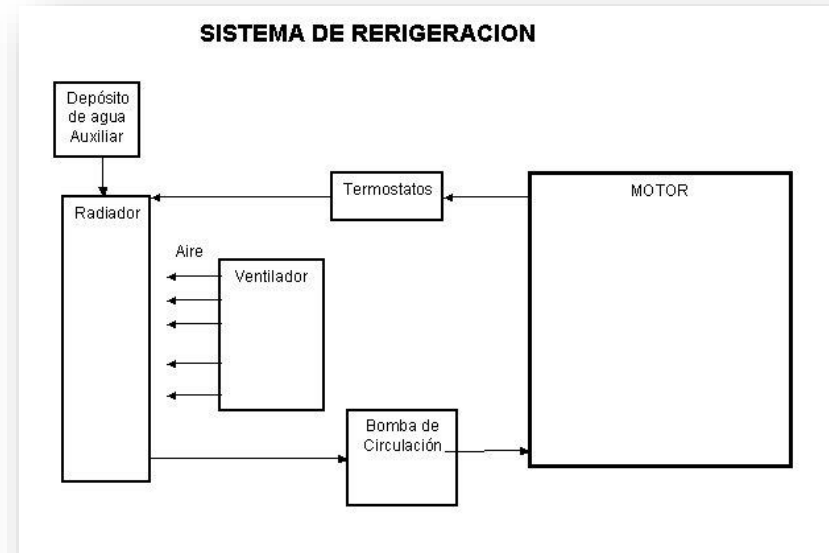 SISTEMA DE RERIGERACION
Depósito
de agua
Auxiliar
Termostatos
MOTOR
Radiador
Aire
Ventilador
Bomba de
Circulación